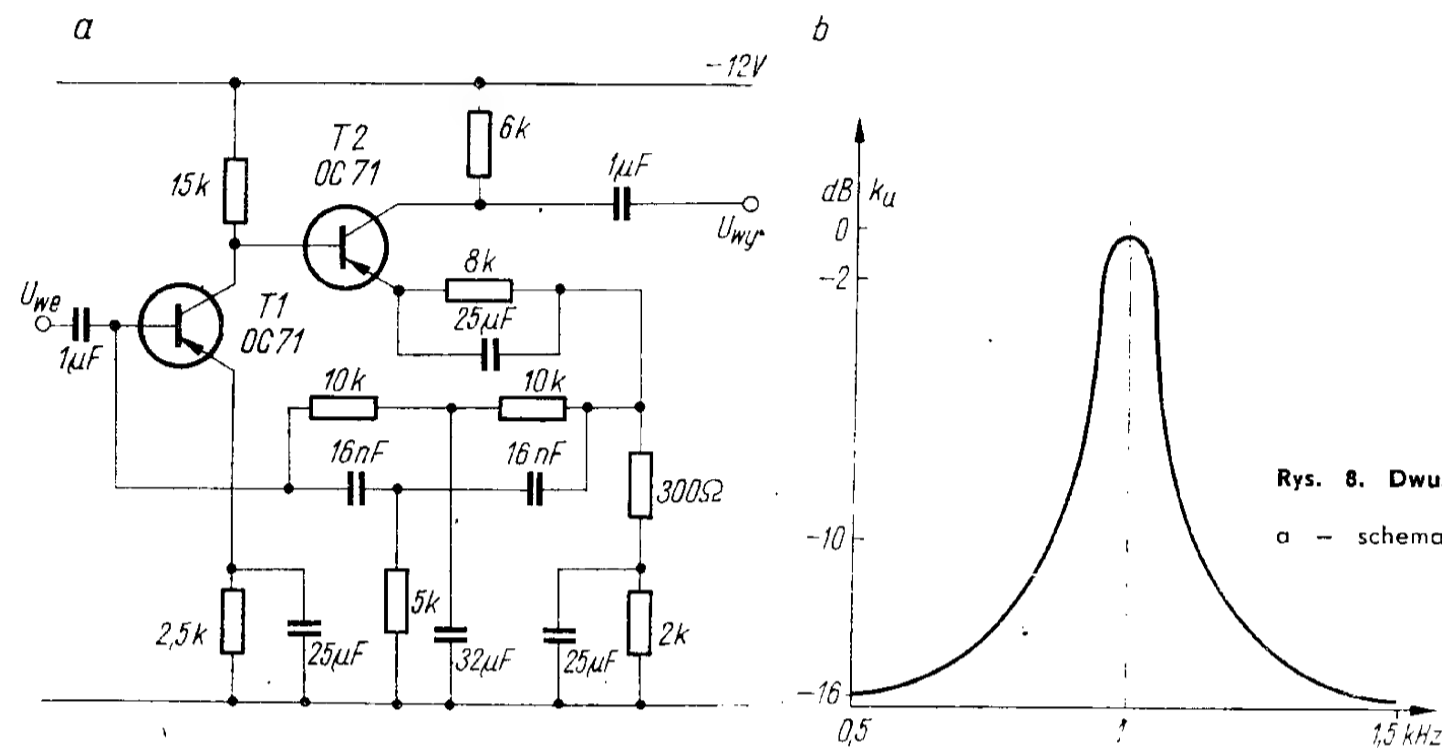 a
-12V
6k
T2
OC71
15k
1μF
Uwy
8k
25μF
Uwe
T1
OC71
1μF
10k
10k
16nF
16nF
300Ω
2,5k
25μF
5k
32μF
25μF
2k
b
dB ku
0
-2
-10
-16
0,5
1
1,5 kHz
Rys. 8. Dwu
a – schema